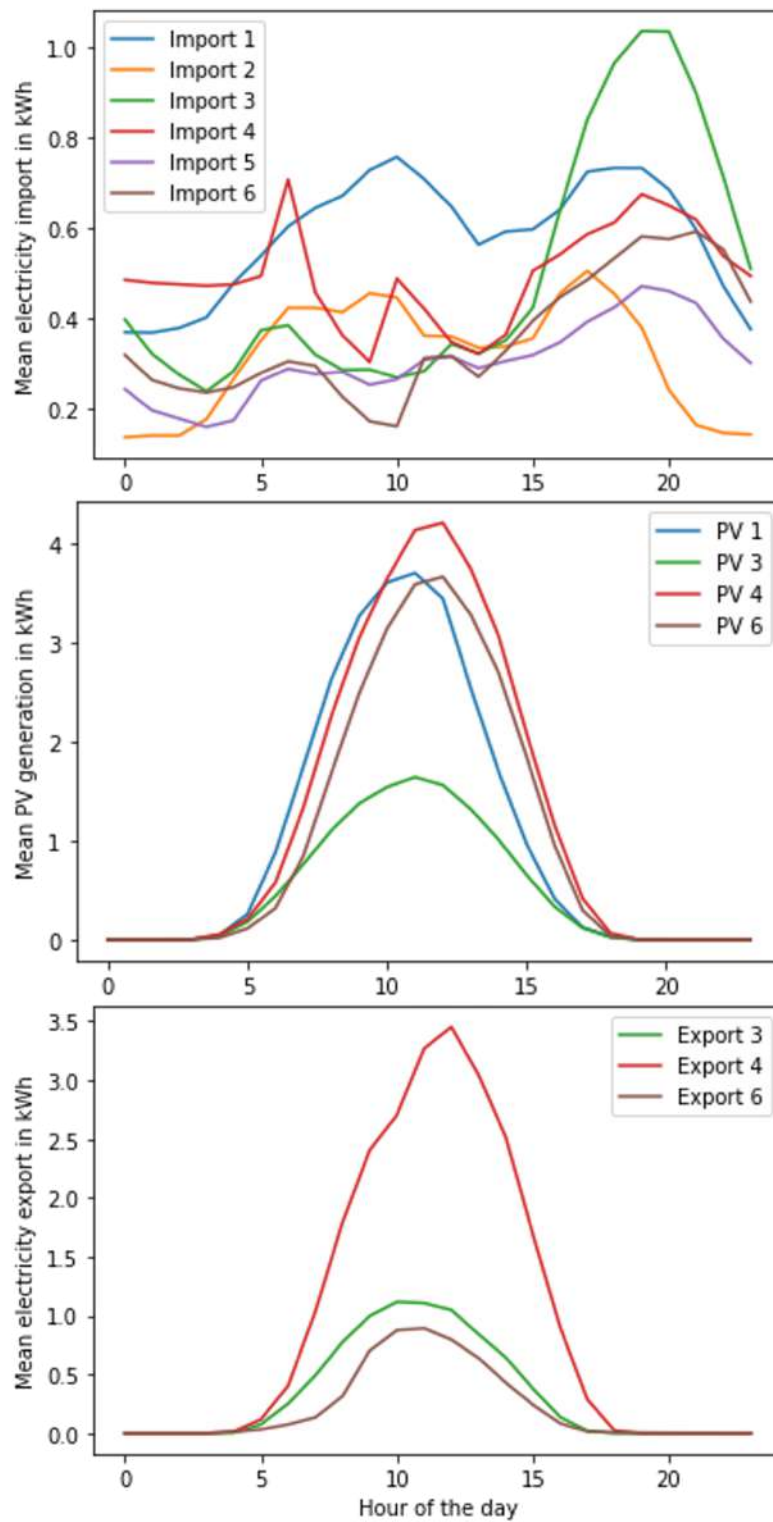 Mean electricity import in kWh
1.0
0.8
0.6
0.4
0.2
Import 1
Import 2
Import 3
Import 4
Import 5
Import 6
0 5 10 15 20
Mean PV generation in kWh
4
3
2
1
0
PV 1
PV 3
PV 4
PV 6
0 5 10 15 20
Mean electricity export in kWh
3.5
3.0
2.5
2.0
1.5
1.0
0.5
0.0
Export 3
Export 4
Export 6
0 5 10 15 20
Hour of the day